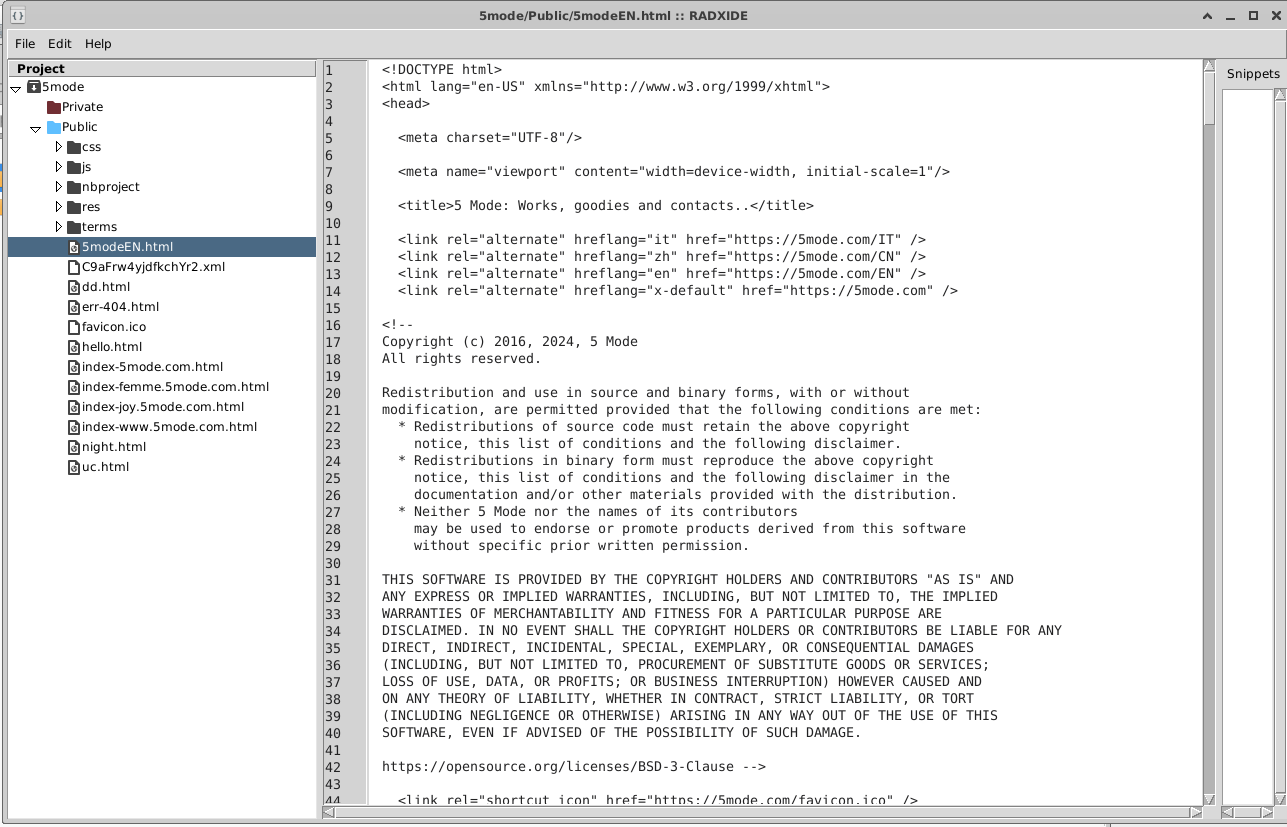 5mode/Public/5modeEN.html :: RADXIDE
File Edit Help
Project
5mode
Private
Public
css
js
nbproject
res
terms
5modeEN.html
C9aFrw4yjdfkchYr2.xml
dd.html
err-404.html
favicon.ico
hello.html
index-5mode.com.html
index-femme.5mode.com.html
index-joy.5mode.com.html
index-www.5mode.com.html
night.html
uc.html
1 <!DOCTYPE html>
2 <html lang="en-US" xmlns="http://www.w3.org/1999/xhtml">
3 <head>
4
5 <meta charset="UTF-8"/>
6
7 <meta name="viewport" content="width=device-width, initial-scale=1"/>
8
9 <title>5 Mode: Works, goodies and contacts..</title>
10
11 <link rel="alternate" hreflang="it" href="https://5mode.com/IT" />
12 <link rel="alternate" hreflang="zh" href="https://5mode.com/CN" />
13 <link rel="alternate" hreflang="en" href="https://5mode.com/EN" />
14 <link rel="alternate" hreflang="x-default" href="https://5mode.com" />
15
16 <!--
17 Copyright (c) 2016, 2024, 5 Mode
18 All rights reserved.
19
20 Redistribution and use in source and binary forms, with or without
21 modification, are permitted provided that the following conditions are met:
22 * Redistributions of source code must retain the above copyright
23 notice, this list of conditions and the following disclaimer.
24 * Redistributions in binary form must reproduce the above copyright
25 notice, this list of conditions and the following disclaimer in the
26 documentation and/or other materials provided with the distribution.
27 * Neither 5 Mode nor the names of its contributors
28 may be used to endorse or promote products derived from this software
29 without specific prior written permission.
30
31 THIS SOFTWARE IS PROVIDED BY THE COPYRIGHT HOLDERS AND CONTRIBUTORS "AS IS" AND
32 ANY EXPRESS OR IMPLIED WARRANTIES, INCLUDING, BUT NOT LIMITED TO, THE IMPLIED
33 WARRANTIES OF MERCHANTABILITY AND FITNESS FOR A PARTICULAR PURPOSE ARE
34 DISCLAIMED. IN NO EVENT SHALL THE COPYRIGHT HOLDERS OR CONTRIBUTORS BE LIABLE FOR ANY
35 DIRECT, INDIRECT, INCIDENTAL, SPECIAL, EXEMPLARY, OR CONSEQUENTIAL DAMAGES
36 (INCLUDING, BUT NOT LIMITED TO, PROCUREMENT OF SUBSTITUTE GOODS OR SERVICES;
37 LOSS OF USE, DATA, OR PROFITS; OR BUSINESS INTERRUPTION) HOWEVER CAUSED AND
38 ON ANY THEORY OF LIABILITY, WHETHER IN CONTRACT, STRICT LIABILITY, OR TORT
39 (INCLUDING NEGLIGENCE OR OTHERWISE) ARISING IN ANY WAY OUT OF THE USE OF THIS
40 SOFTWARE, EVEN IF ADVISED OF THE POSSIBILITY OF SUCH DAMAGE.
41
42 https://opensource.org/licenses/BSD-3-Clause -->
43
44 <link rel="shortcut icon" href="https://5mode.com/favicon.ico" />
Snippets